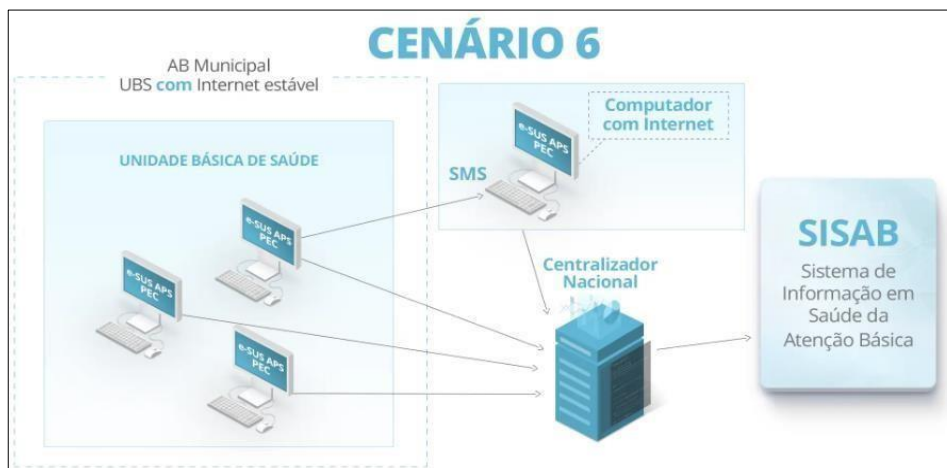 CENÁRIO 6
AB Municipal
UBS com Internet estável
UNIDADE BÁSICA DE SAÚDE
e-SUS APS
PEC
e-SUS APS
PEC
e-SUS APS
PEC
SMS
e-SUS APS
PEC
Computador
com Internet
Centralizador
Nacional
SISAB
Sistema de
Informação em
Saúde da
Atenção Básica